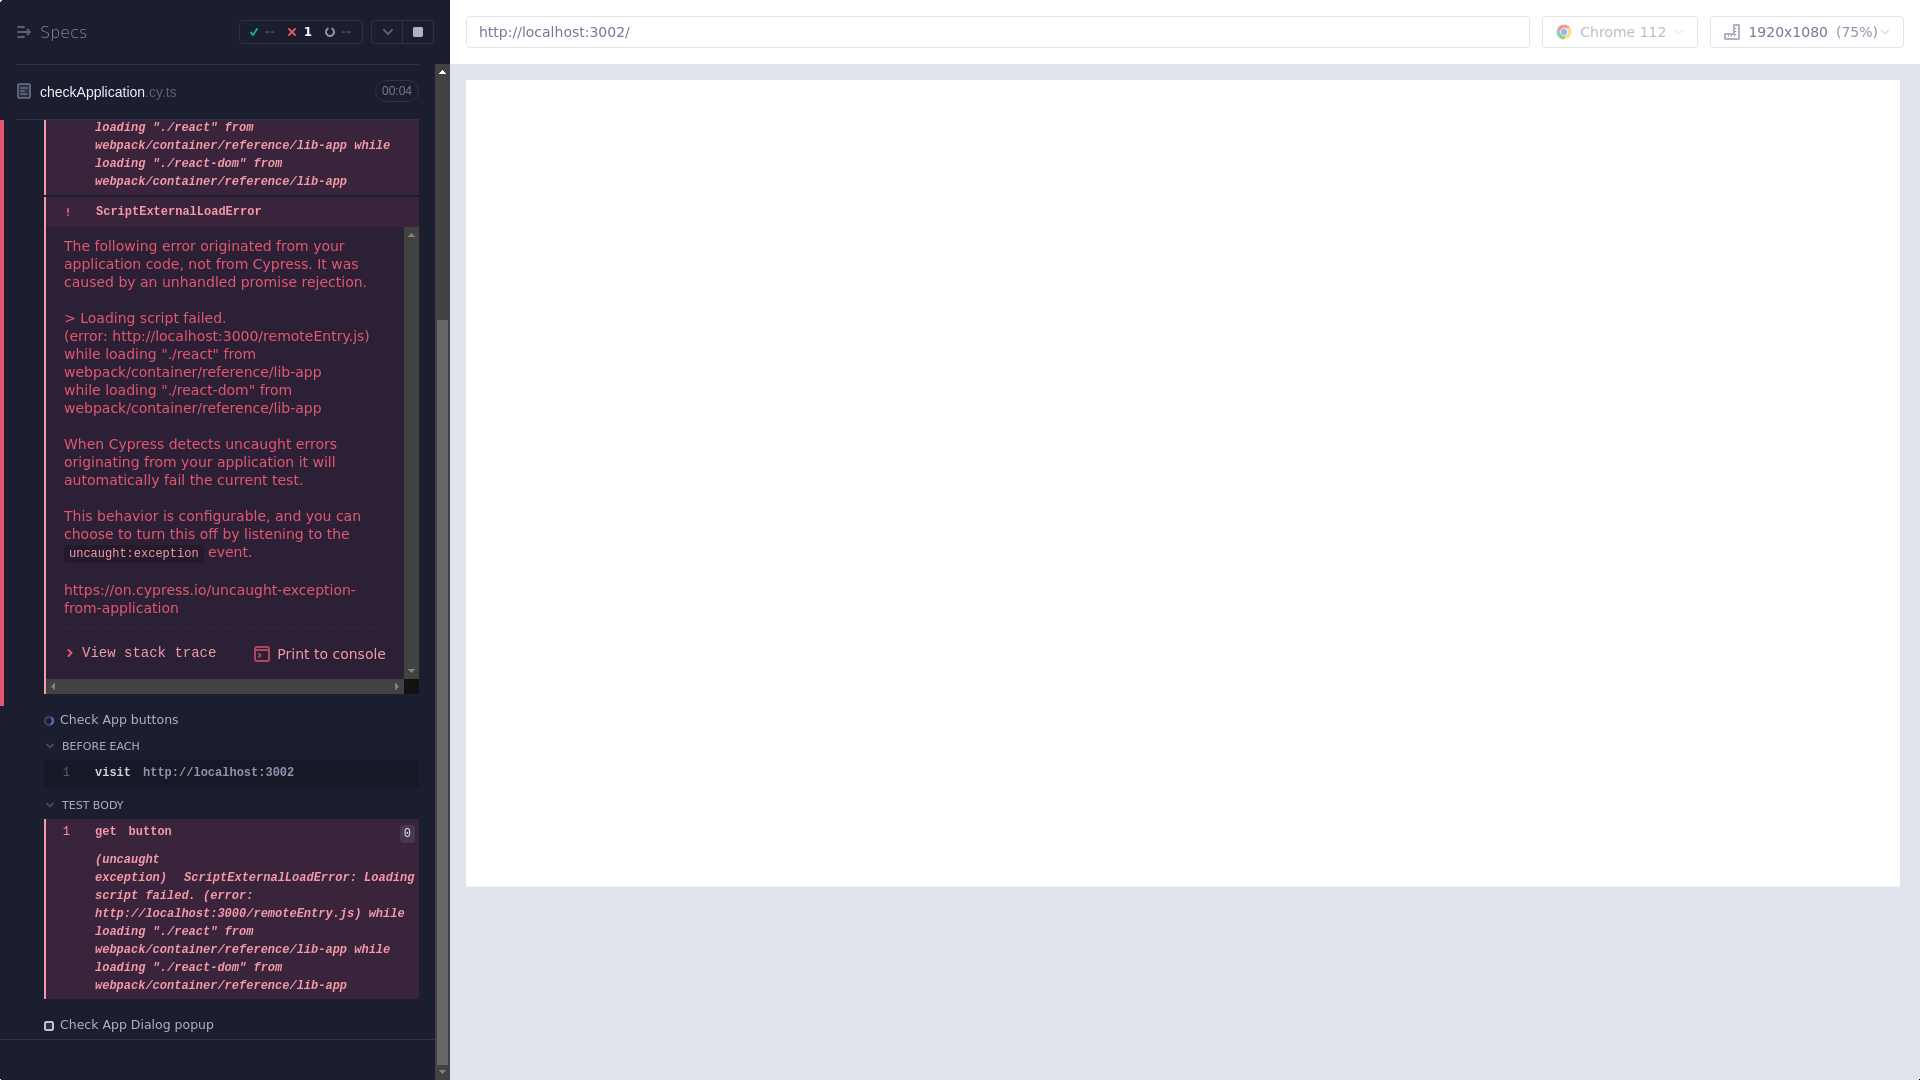 Specs
-- 1 --
http://localhost:3002/
Chrome 112
1920x1080 (75%)
checkApplication.cy.ts
00:04
loading "./react" from
webpack/container/reference/lib-app while
loading "./react-dom" from
webpack/container/reference/lib-app
! ScriptExternalLoadError
The following error originated from your
application code, not from Cypress. It was
caused by an unhandled promise rejection.
> Loading script failed.
(error: http://localhost:3000/remoteEntry.js)
while loading "./react" from
webpack/container/reference/lib-app
while loading "./react-dom" from
webpack/container/reference/lib-app
When Cypress detects uncaught errors
originating from your application it will
automatically fail the current test.
This behavior is configurable, and you can
choose to turn this off by listening to the
uncaught:exception event.
https://on.cypress.io/uncaught-exception-
from-application
View stack trace
Print to console
Check App buttons
BEFORE EACH
1 visit http://localhost:3002
TEST BODY
1 get button 0
(uncaught
exception) ScriptExternalLoadError: Loading
script failed. (error:
http://localhost:3000/remoteEntry.js) while
loading "./react" from
webpack/container/reference/lib-app while
loading "./react-dom" from
webpack/container/reference/lib-app
Check App Dialog popup